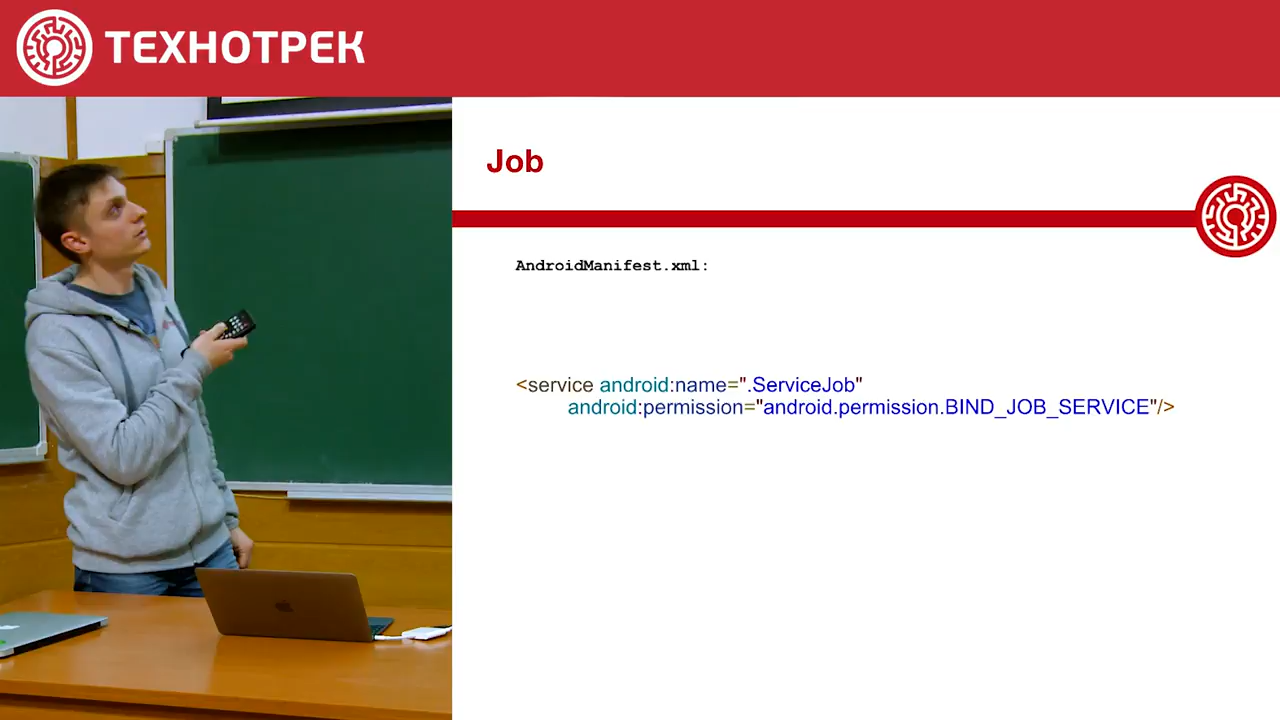 ТЕХНОТРЕК
Job
AndroidManifest.xml:
<service android:name=".ServiceJob"
android:permission="android.permission.BIND_JOB_SERVICE"/>